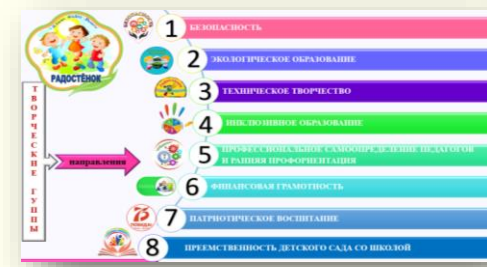 РАДОСТЁНОК
ТВОРЧЕСКИЕ ГРУППЫ
направления
1 БЕЗОПАСНОСТЬ
2 ЭКОЛОГИЧЕСКОЕ ОБРАЗОВАНИЕ
3 ТЕХНИЧЕСКОЕ ТВОРЧЕСТВО
4 ИНКЛЮЗИВНОЕ ОБРАЗОВАНИЕ
5 ПРОФЕССИОНАЛЬНОЕ САМООПРЕДЕЛЕНИЕ ПЕДАГОГОВ
И РАННЯЯ ПРОФОРИЕНТАЦИЯ
6 ФИНАНСОВАЯ ГРАМОТНОСТЬ
75
ПОБЕДА!
7 ПАТРИОТИЧЕСКОЕ ВОСПИТАНИЕ
8 ПРЕЕМСТВЕННОСТЬ ДЕТСКОГО САДА СО ШКОЛОЙ